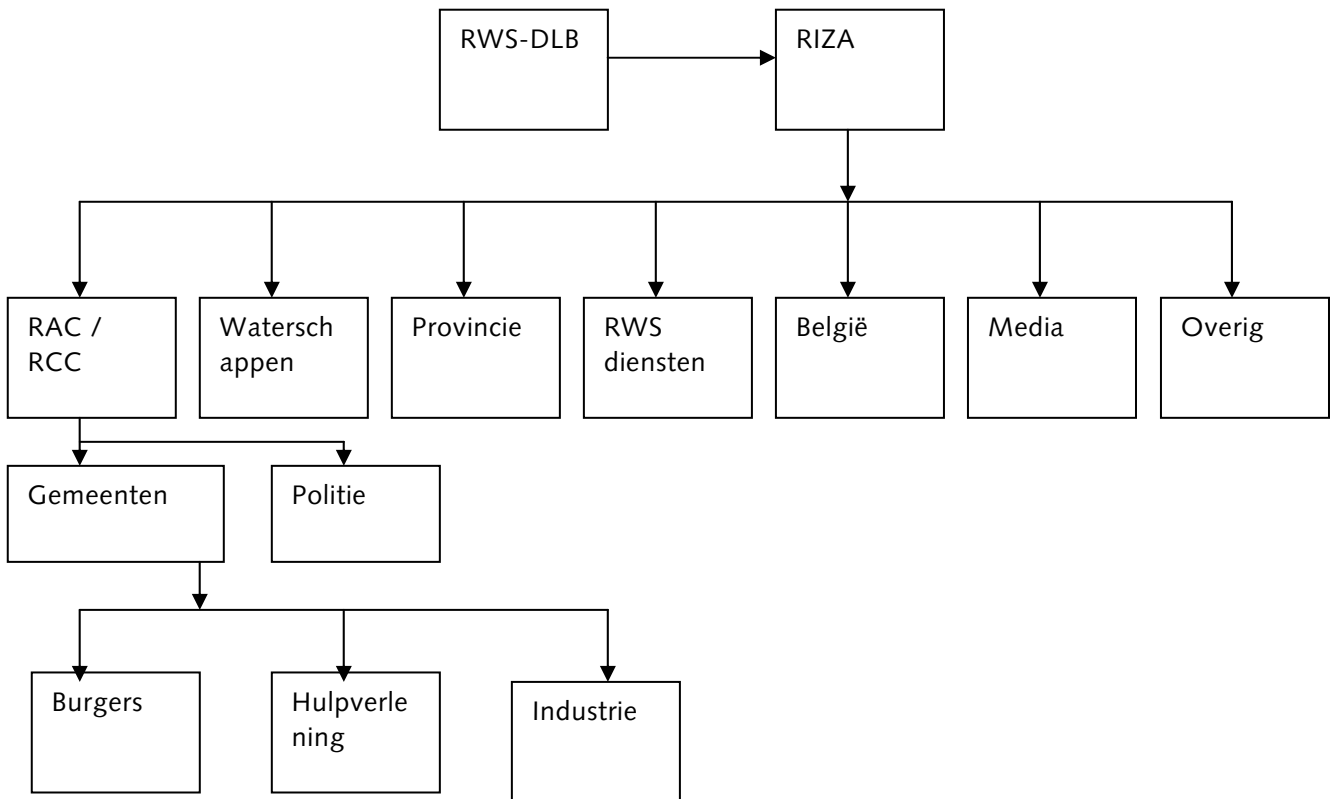 RWS-DLB
RIZA
RAC /
RCC
Watersch
appen
Provincie
RWS
diensten
België
Media
Overig
Gemeenten
Politie
Burgers
Hulpverle
ning
Industrie